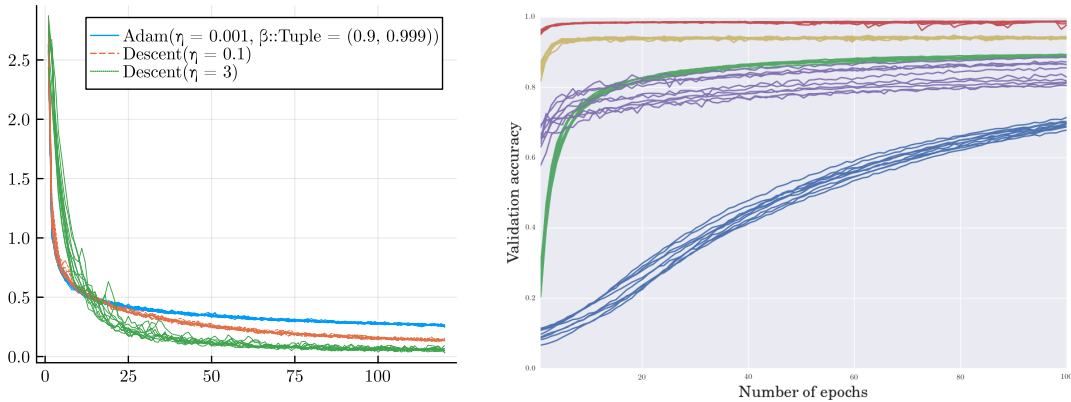 Adam(η = 0.001, β::Tuple = (0.9, 0.999))
Descent(η = 0.1)
Descent(η = 3)
2.5
2.0
1.5
1.0
0.5
0.0
0 25 50 75 100
Validation accuracy
1.0
0.8
0.6
0.4
0.2
0.0
20 40 60 80 100
Number of epochs